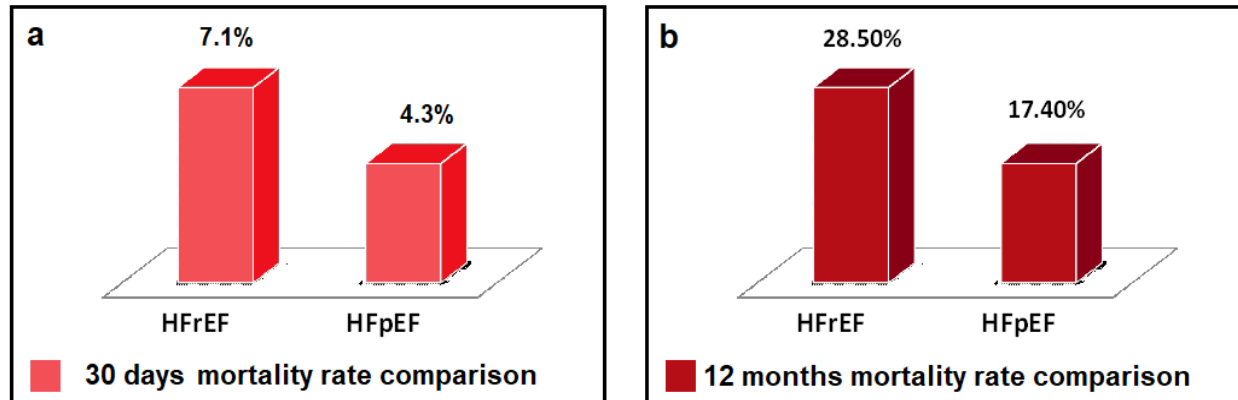 a
7.1%
4.3%
HFrEF HFpEF
30 days mortality rate comparison
b
28.50%
17.40%
HFrEF HFpEF
12 months mortality rate comparison